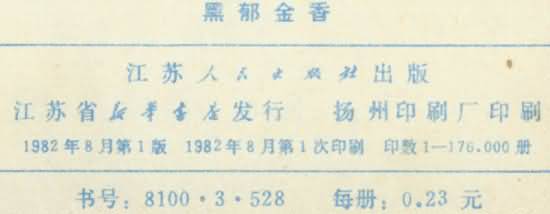 黑郁金香
江苏人民出版社出版
江苏省新华书店发行 扬州印刷厂印刷
1982年8月第1版 1982年8月第1次印刷 印数1—176.000册
书号：8100·3·528 每册：0.23元